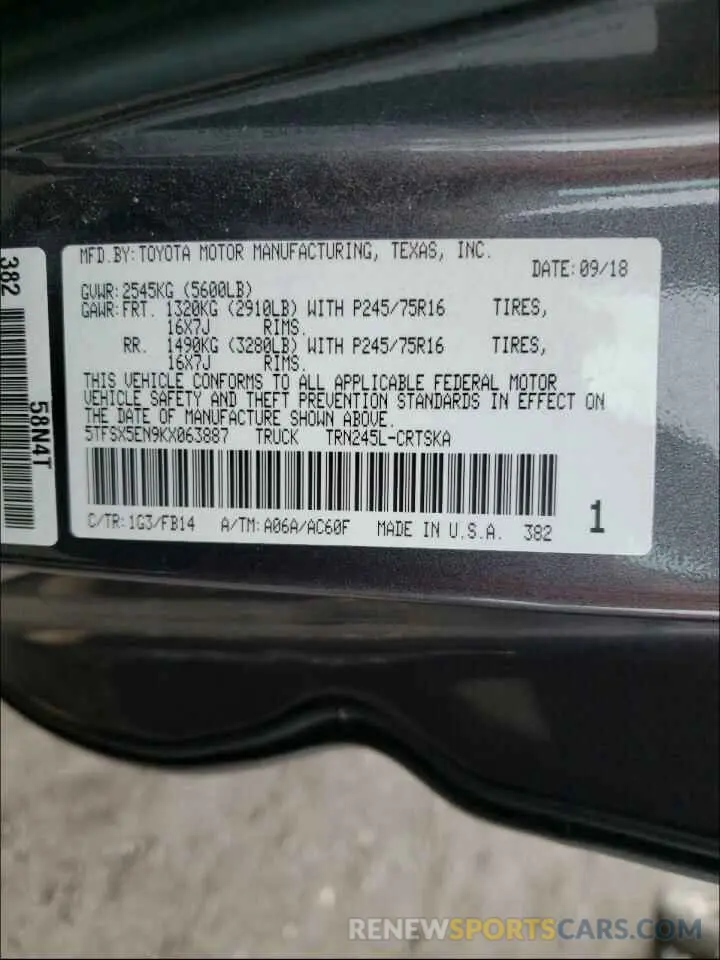 382
58N4T
MFD.BY:TOYOTA MOTOR MANUFACTURING, TEXAS, INC.
DATE:09/18
GVWR:2545KG (5600LB)
GAWR:FRT. 1320KG (2910LB) WITH P245/75R16 TIRES,
16X7J RIMS.
RR. 1490KG (3280LB) WITH P245/75R16 TIRES,
16X7J RIMS.
THIS VEHICLE CONFORMS TO ALL APPLICABLE FEDERAL MOTOR
VEHICLE SAFETY AND THEFT PREVENTION STANDARDS IN EFFECT ON
THE DATE OF MANUFACTURE SHOWN ABOVE.
5TFSX5EN9KX063887 TRUCK TRN245L-CRTSKA
C/TR:1G3/FB14 A/TM:A06A/AC60F MADE IN U.S.A. 382
1
RENEWSPORTSCARS.COM